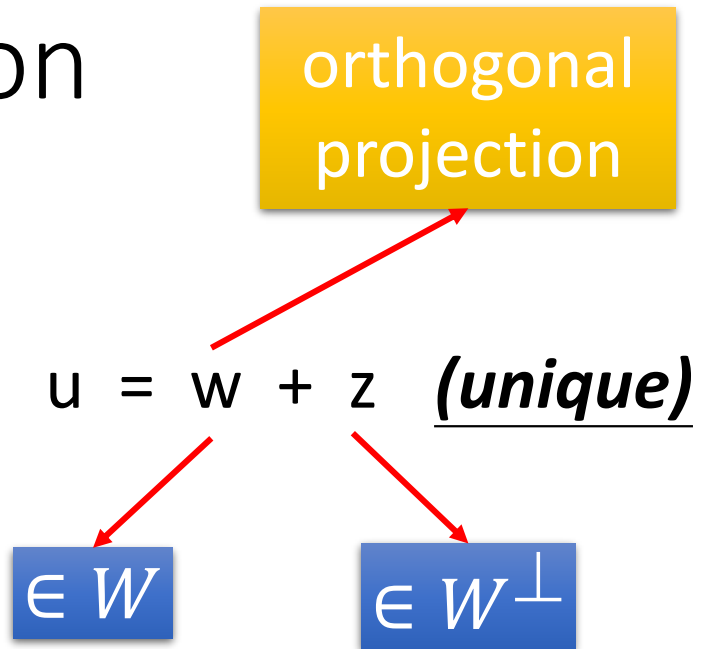 on
orthogonal
projection
u = w + z (unique)
∈ W
∈ W⊥